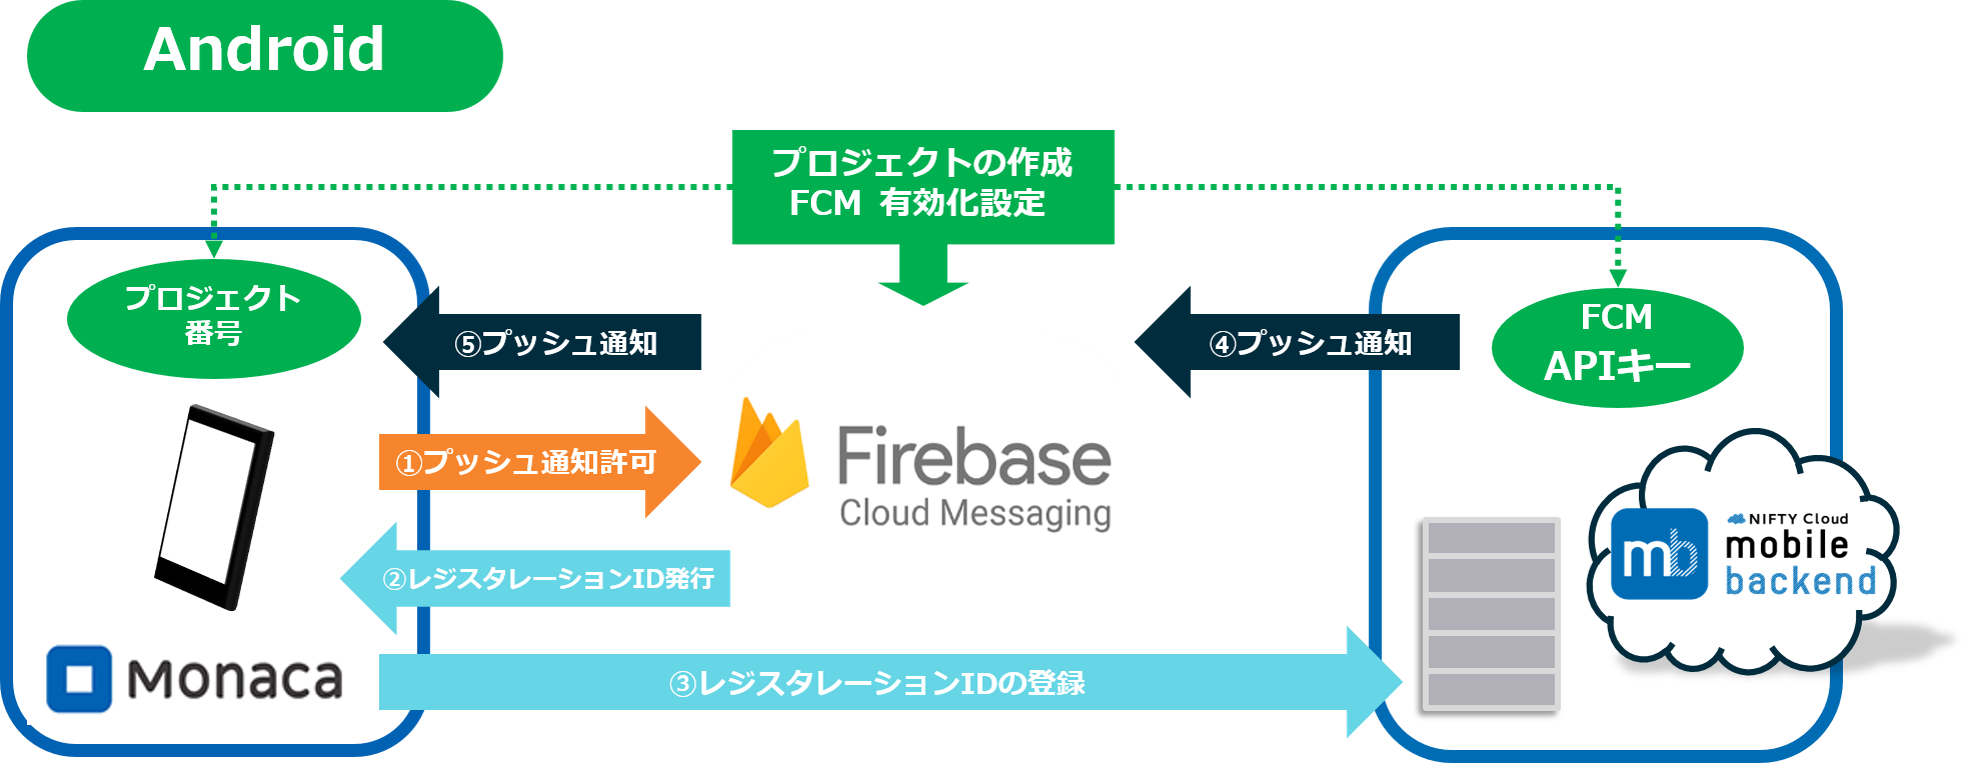 Android
プロジェクトの作成
FCM 有効化設定
プロジェクト
番号
⑤プッシュ通知
④プッシュ通知
FCM
APIキー
①プッシュ通知許可
Firebase
Cloud Messaging
②レジスタレーションID発行
mb
NIFTY Cloud
mobile
backend
Monaca
③レジスタレーションIDの登録